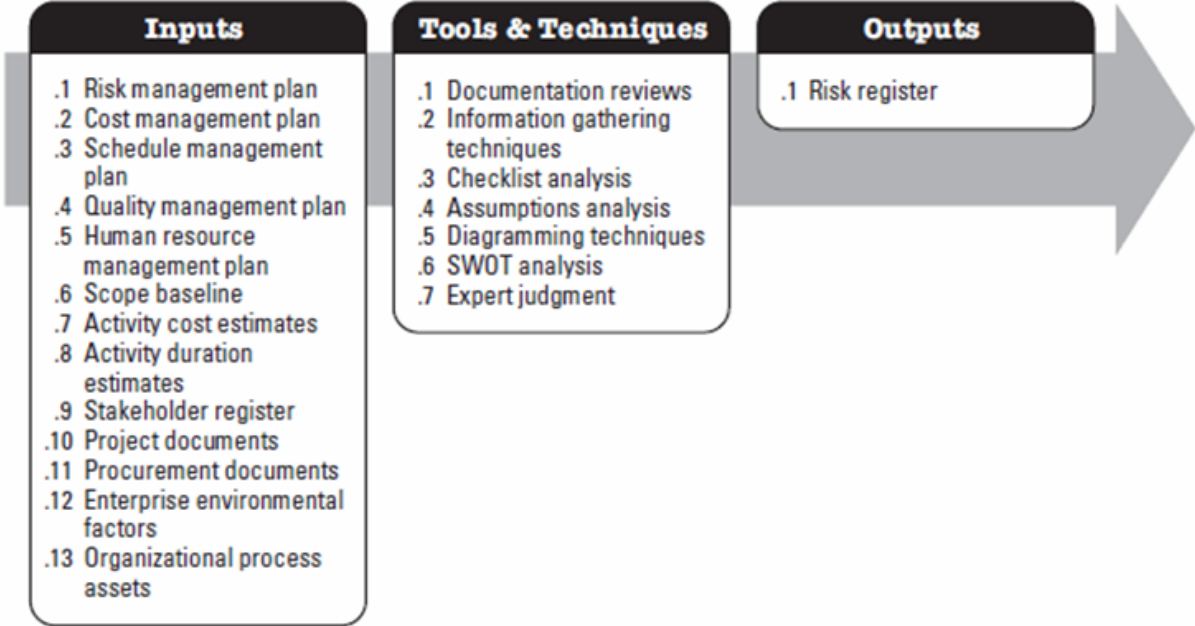 Inputs
.1 Risk management plan
.2 Cost management plan
.3 Schedule management
plan
.4 Quality management plan
.5 Human resource
management plan
.6 Scope baseline
.7 Activity cost estimates
.8 Activity duration
estimates
.9 Stakeholder register
.10 Project documents
.11 Procurement documents
.12 Enterprise environmental
factors
.13 Organizational process
assets
Tools & Techniques
.1 Documentation reviews
.2 Information gathering
techniques
.3 Checklist analysis
.4 Assumptions analysis
.5 Diagramming techniques
.6 SWOT analysis
.7 Expert judgment
Outputs
.1 Risk register